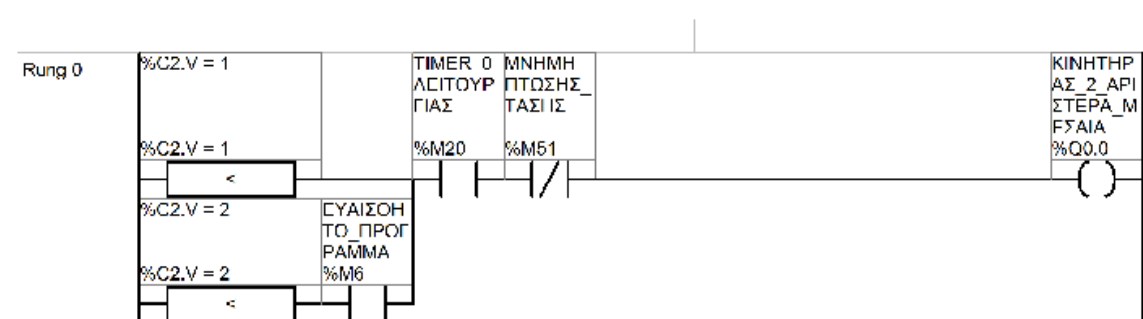 Rung 0
%C2.V = 1
%C2.V = 1
<
TIMER_0
ΛΕΙΤΟΥΡ
ΓΙΑΣ
%M20
ΜΝΗΜΗ
ΠΤΩΣΗΣ_
ΤΑΣΗΣ
%M51
ΚΙΝΗΤΗΡ
ΑΣ_2_ΑΡΙ
ΣΤΕΡΑ_Μ
ΕΣΑΙΑ
%Q0.0
%C2.V = 2
%C2.V = 2
<
ΕΥΑΙΣΘΗ
ΤΟ_ΠΡΟΓ
ΡΑΜΜΑ
%M6